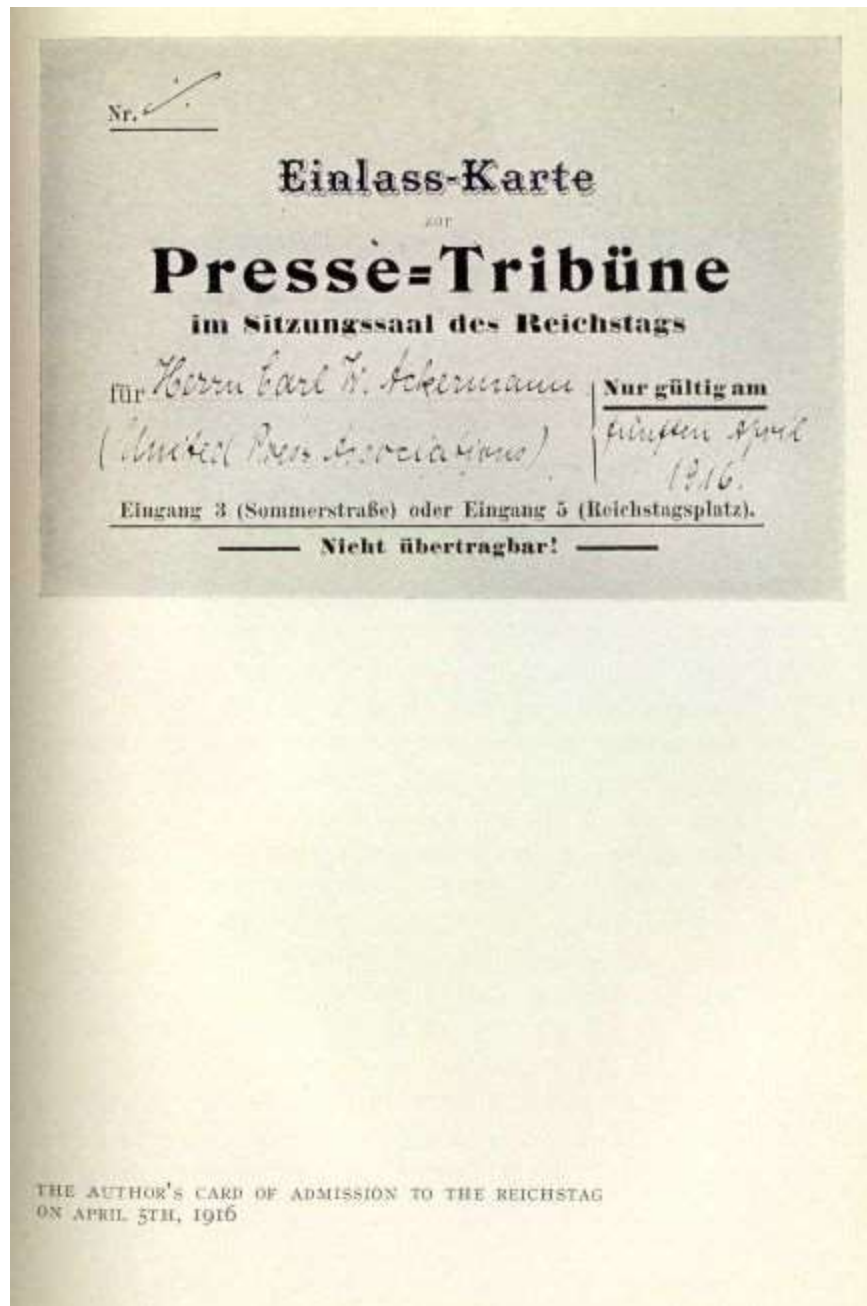 Nr.
Einlass-Karte
zur
Presse=Tribüne
im Sitzungssaal des Reichstags
für Herrn Carl W. Ackermann
Nur gültig am
(United Press Associations)
fünften April
1916.
Eingang 3 (Sommerstraße) oder Eingang 5 (Reichstagsplatz).
Nicht übertragbar!
THE AUTHOR'S CARD OF ADMISSION TO THE REICHSTAG
ON APRIL 5TH, 1916